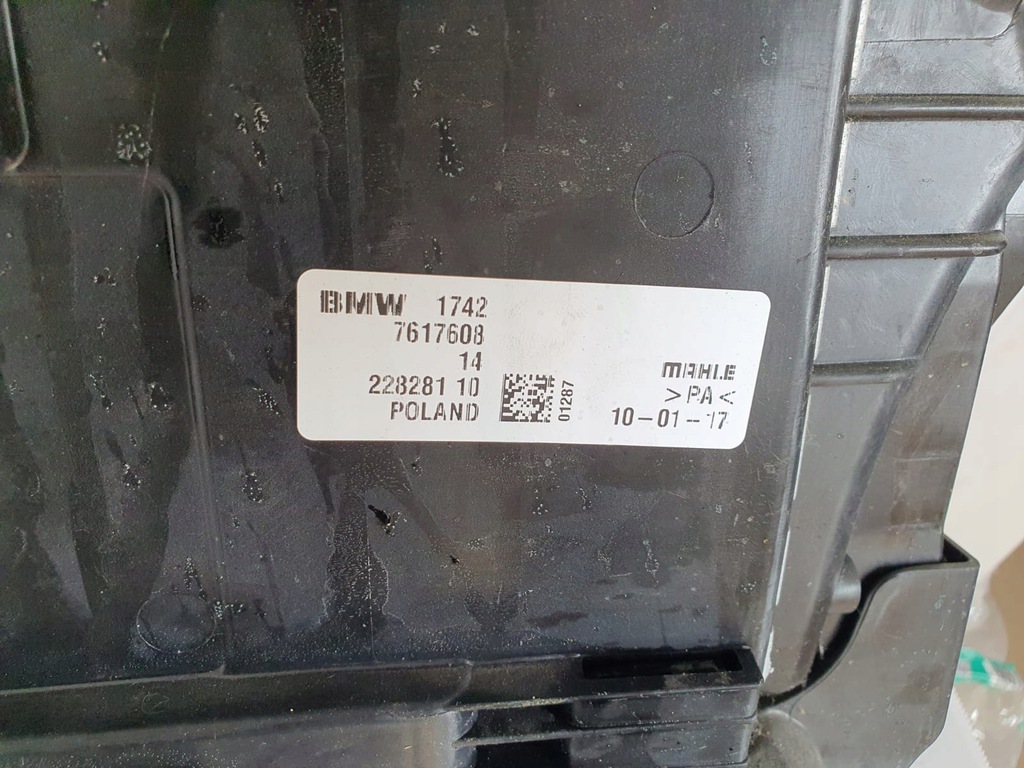 BMW 1742
7617608
14
228281 10
POLAND
01287
MAHLE
>PA<
10-01-17